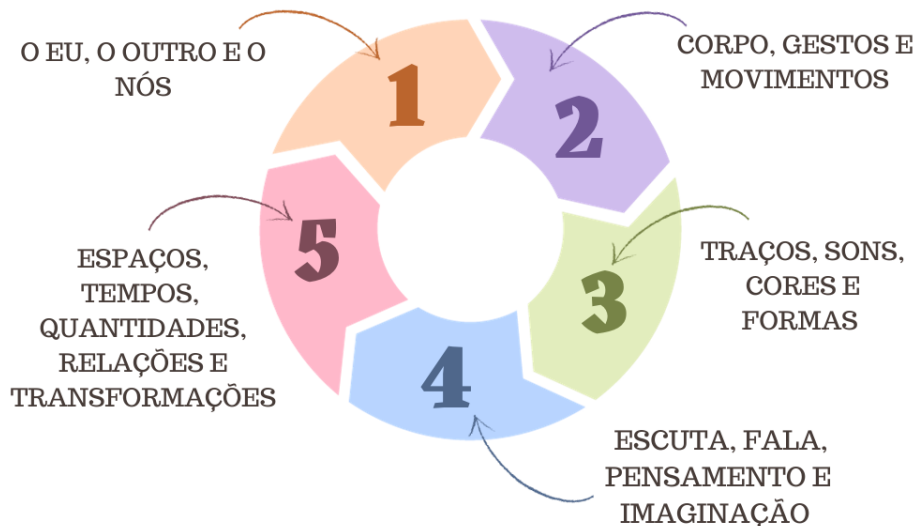 O EU, O OUTRO E O
NÓS
1
CORPO, GESTOS E
MOVIMENTOS
2
TRAÇOS, SONS,
CORES E
FORMAS
3
ESCUTA, FALA,
PENSAMENTO E
IMAGINAÇÃO
4
ESPAÇOS,
TEMPOS,
QUANTIDADES,
RELAÇÕES E
TRANSFORMAÇÕES
5